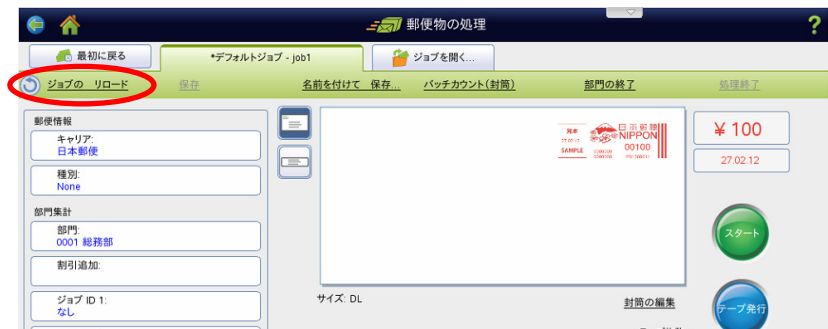 郵便物の処理
?
最初に戻る
*デフォルトジョブ - job1
ジョブを開く...
ジョブの リロード
保存
名前を付けて 保存...
バッチカウント(封筒)
部門の終了
処理終了
郵便情報
キャリア:
日本郵便
種別:
None
部門集計
部門:
0001 総務部
割引追加:
ジョブ ID 1:
なし
見本
SAMPLE
日本郵便
NIPPON
00100
¥ 100
27.02.12
スタート
テープ発行
サイズ: DL
封筒の編集